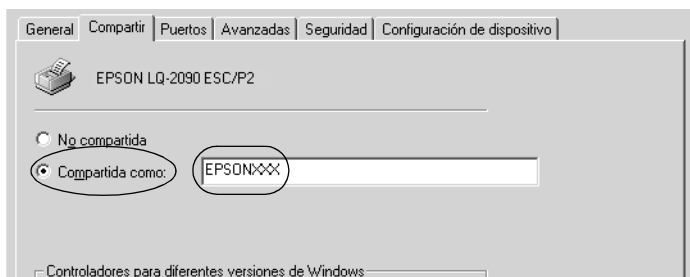 General Compartir Puertos Avanzadas Seguridad Configuración de dispositivo
EPSON LQ-2090 ESC/P2
No compartida
Compartida como: EPSONXXX
Controladores para diferentes versiones de Windows